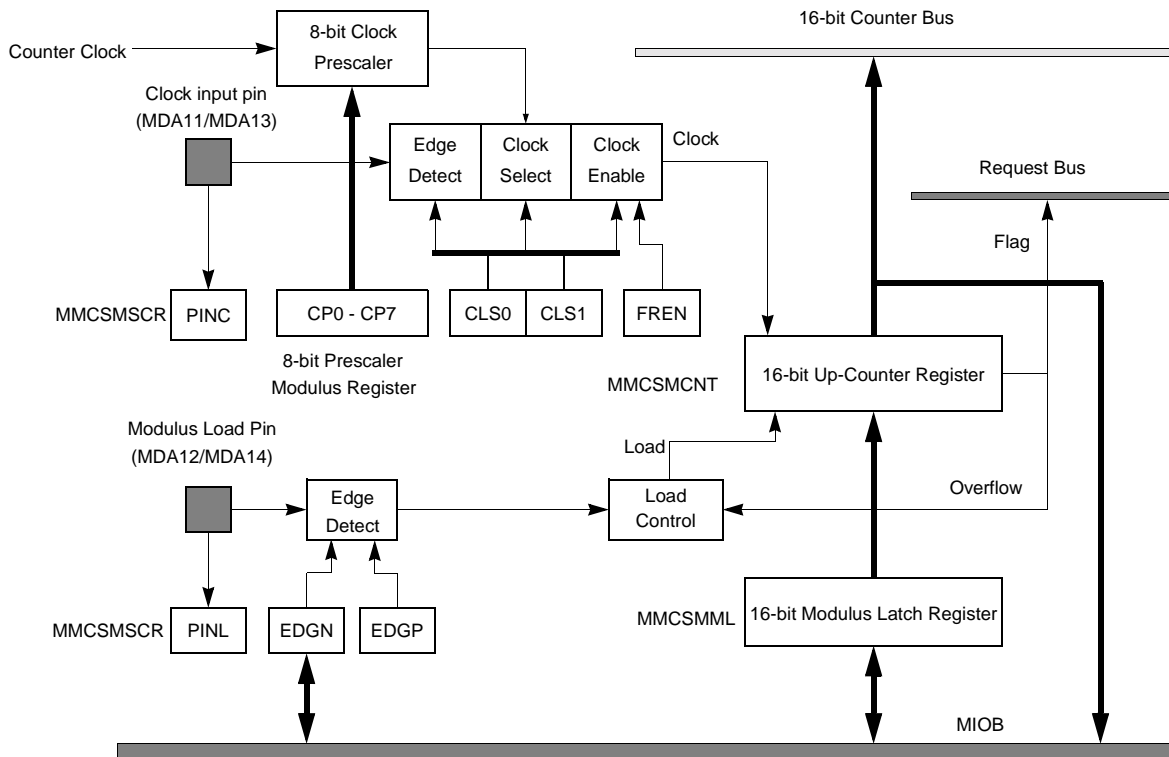 16-bit Counter Bus
8-bit Clock
Prescaler
Counter Clock
Clock input pin
(MDA11/MDA13)
Edge
Detect
Clock
Select
Clock
Enable
Clock
Request Bus
Flag
MMCSMSCR
PINC
CP0 - CP7
CLS0
CLS1
FREN
8-bit Prescaler
Modulus Register
MMCSMCNT
16-bit Up-Counter Register
Modulus Load Pin
(MDA12/MDA14)
Load
Edge
Detect
Load
Control
Overflow
MMCSMSCR
PINL
EDGN
EDGP
MMCSMML
16-bit Modulus Latch Register
MIOB